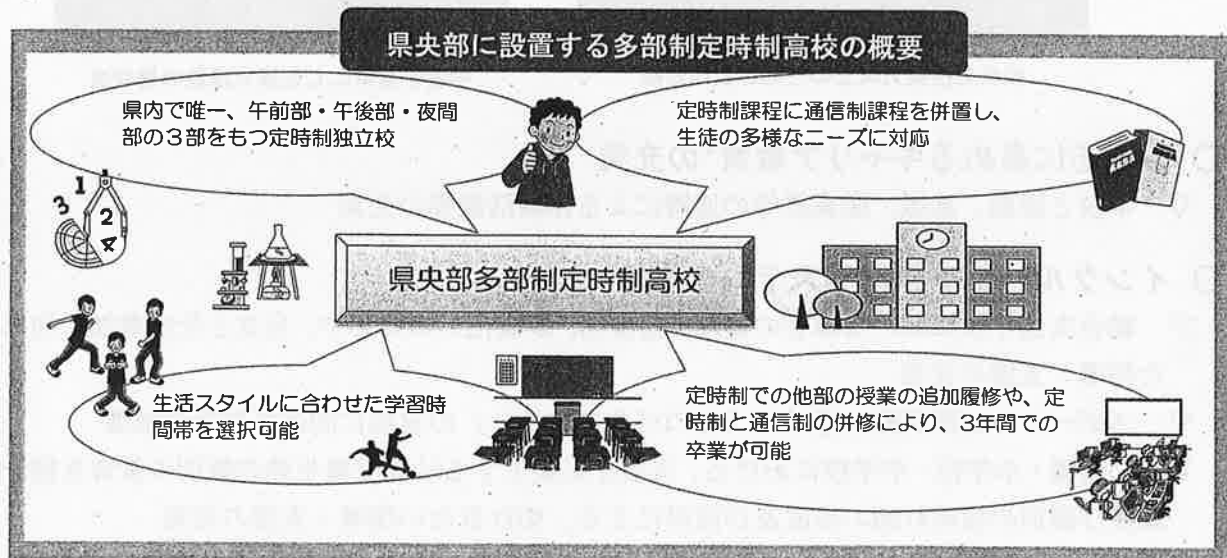 県央部に設置する多部制定時制高校の概要
県内で唯一、午前部・午後部・夜間
部の3部をもつ定時制独立校
定時制課程に通信制課程を併置し、
生徒の多様なニーズに対応
1
2
3
4
県央部多部制定時制高校
生活スタイルに合わせた学習時
間帯を選択可能
定時制での他部の授業の追加履修や、定
時制と通信制の併修により、3年間での
卒業が可能